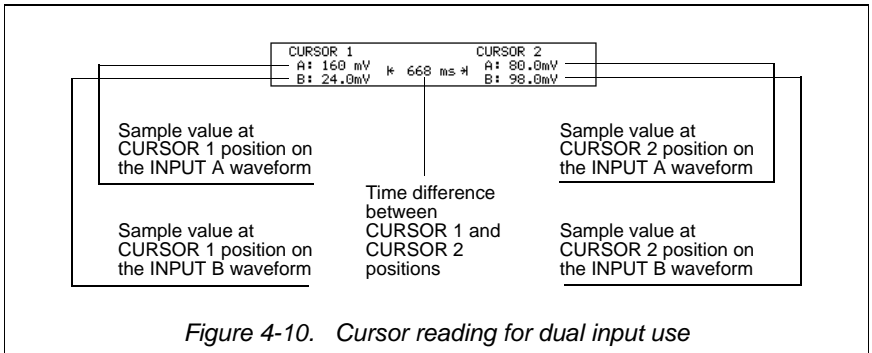 CURSOR 1
A: 160 mV
B: 24.0mV
668 ms
CURSOR 2
A: 80.0mV
B: 98.0mV
Sample value at
CURSOR 1 position on
the INPUT A waveform
Sample value at
CURSOR 2 position on
the INPUT A waveform
Time difference
between
CURSOR 1 and
CURSOR 2
positions
Sample value at
CURSOR 1 position on
the INPUT B waveform
Sample value at
CURSOR 2 position on
the INPUT B waveform
Figure 4-10. Cursor reading for dual input use